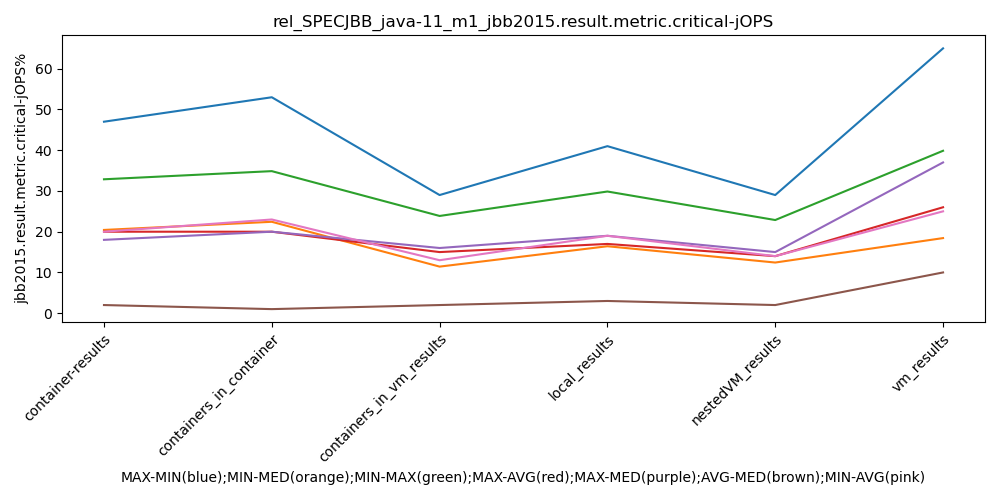 rel_SPECJBB_java-11_m1_jbb2015.result.metric.critical-jOPS
jbb2015.result.metric.critical-jOPS%
60
50
40
30
20
10
0
container-results
containers_in_container
containers_in_vm_results
local_results
nestedVM_results
vm_results
MAX-MIN(blue);MIN-MED(orange);MIN-MAX(green);MAX-AVG(red);MAX-MED(purple);AVG-MED(brown);MIN-AVG(pink)